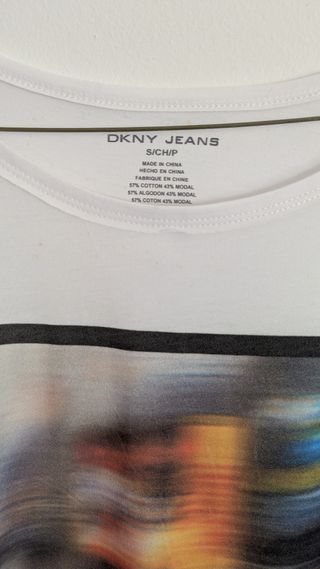 DKNY JEANS
S/CH/P
MADE IN CHINA
HECHO EN CHINA
FABRIQUE EN CHINE
57% COTTON 43% MODAL
57% ALGODON 43% MODAL
57% COTON 43% MODAL